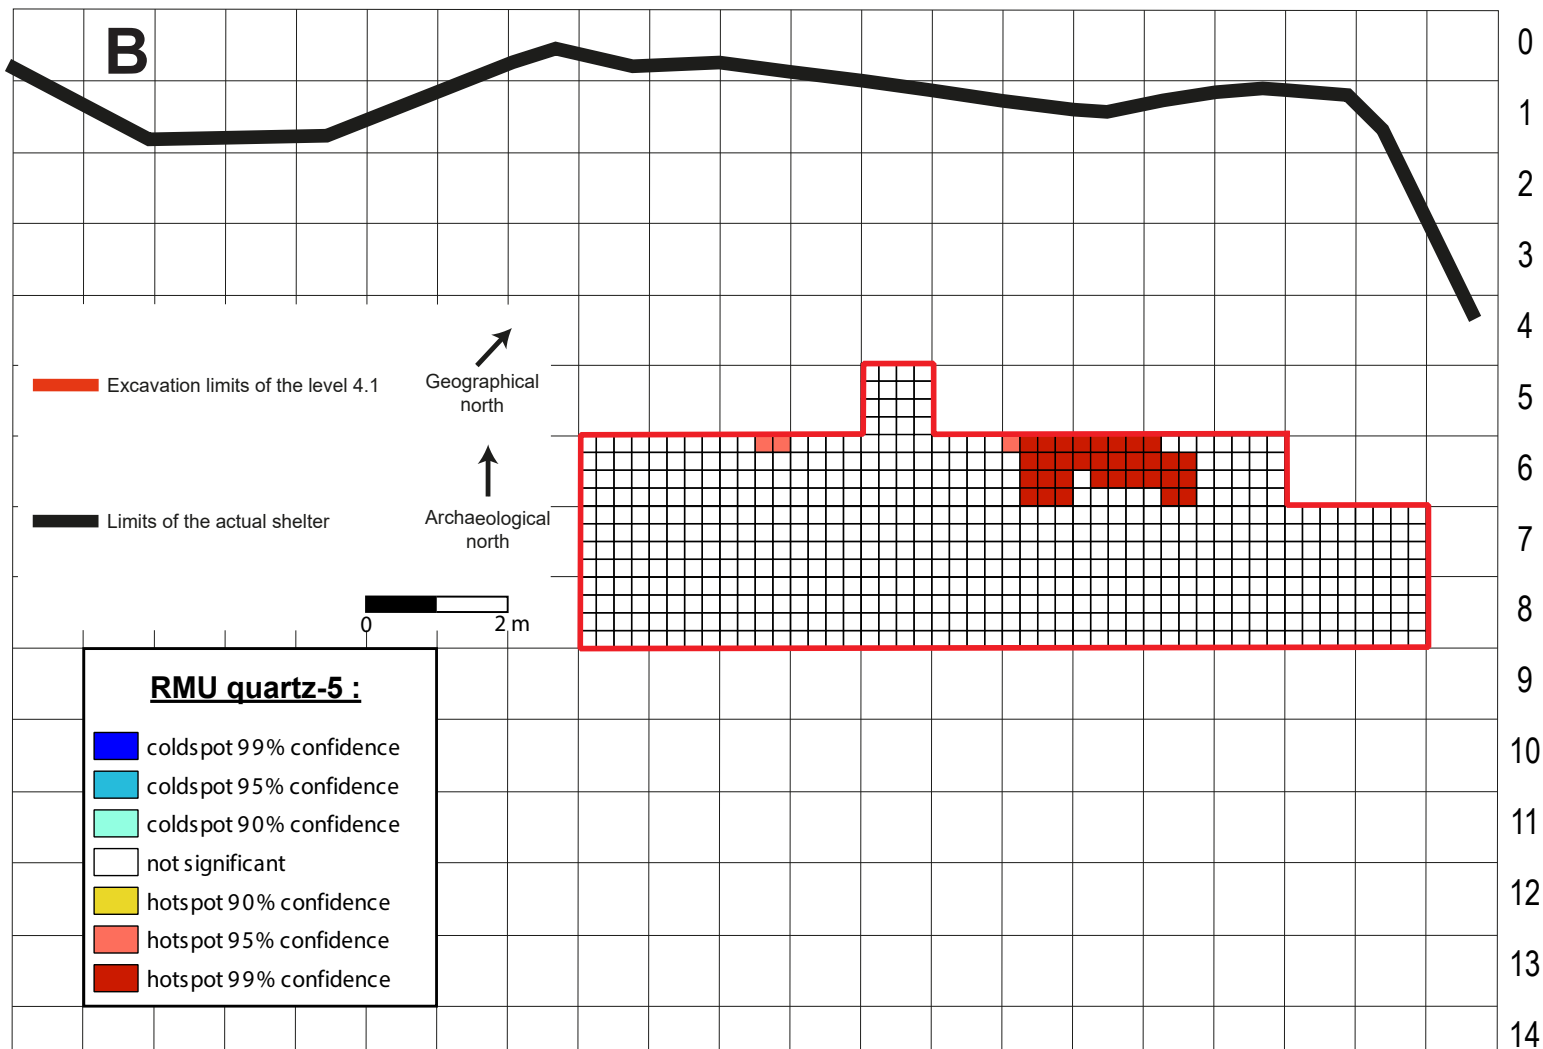 B
0
1
2
3
4
5
6
7
8
9
10
11
12
13
14
Excavation limits of the level 4.1
Geographical
north
Limits of the actual shelter
Archaeological
north
0
2 m
RMU quartz-5 :
coldspot 99% confidence
coldspot 95% confidence
coldspot 90% confidence
not significant
hotspot 90% confidence
hotspot 95% confidence
hotspot 99% confidence